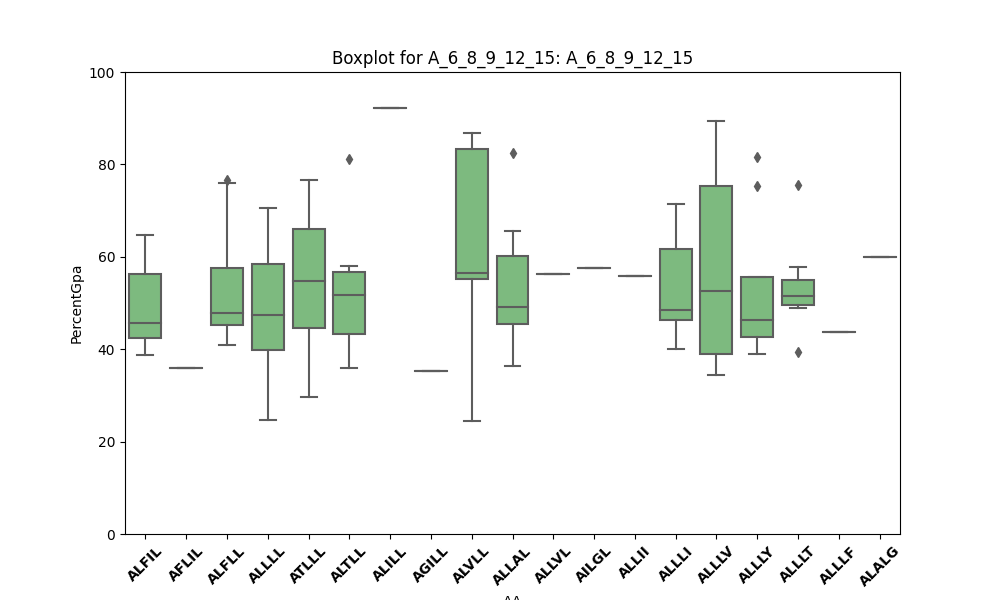 Boxplot for A_6_8_9_12_15: A_6_8_9_12_15
PercentGpa
100
80
60
40
20
0
ALFIL AFLIL ALFLL ALLLL ATLLL ALTLL ALILL AGILL ALVLL ALLAL ALLVL AILGL ALLII ALLLI ALLLV ALLLY ALLLT ALLLF ALALG
AA